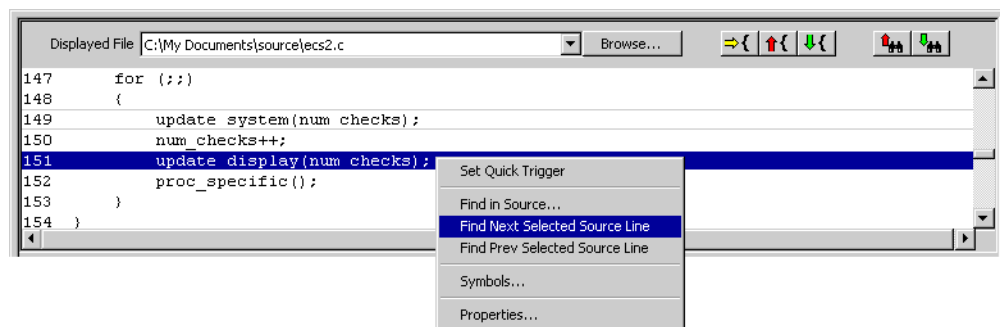 Displayed File C:\My Documents\source\ecs2.c Browse... ⇒{ ⇑{ ⇓{
147 for (;;)
148 {
149 update system(num checks);
150 num_checks++;
151 update display(num checks);
152 proc_specific();
153 }
154 }
Set Quick Trigger
Find in Source...
Find Next Selected Source Line
Find Prev Selected Source Line
Symbols...
Properties...